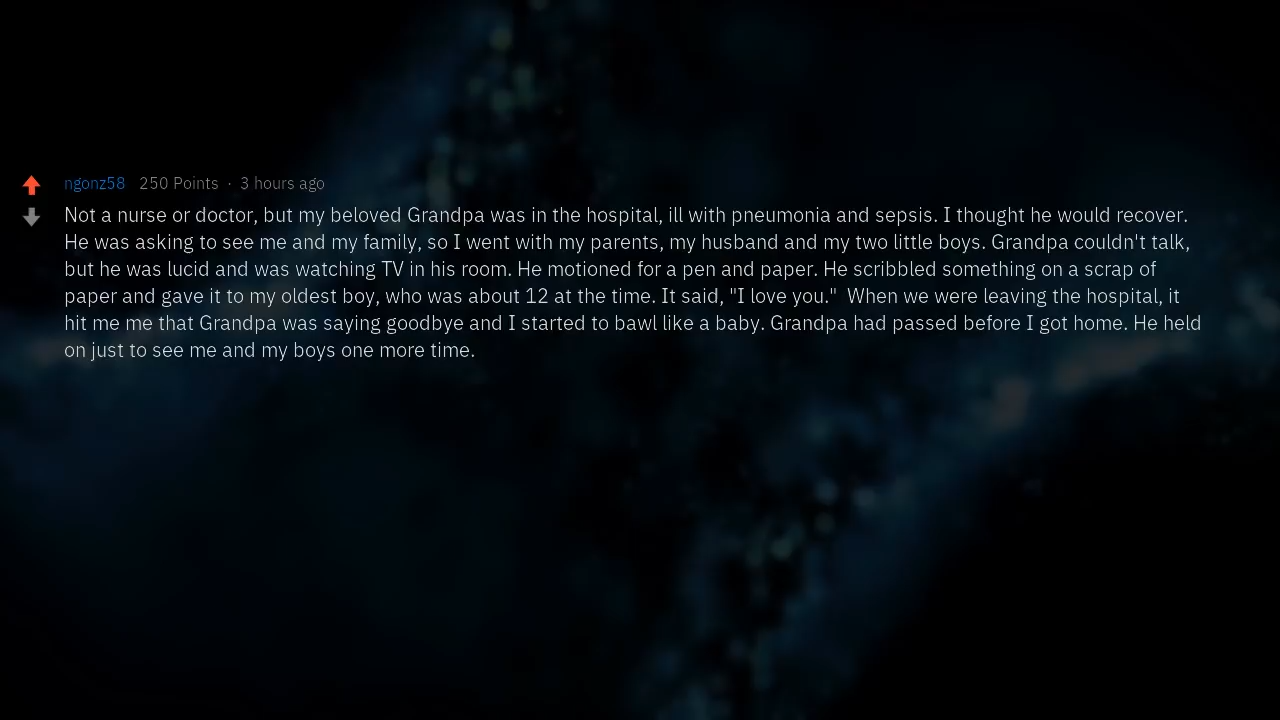 ngonz58 250 Points · 3 hours ago
Not a nurse or doctor, but my beloved Grandpa was in the hospital, ill with pneumonia and sepsis. I thought he would recover.
He was asking to see me and my family, so I went with my parents, my husband and my two little boys. Grandpa couldn't talk,
but he was lucid and was watching TV in his room. He motioned for a pen and paper. He scribbled something on a scrap of
paper and gave it to my oldest boy, who was about 12 at the time. It said, "I love you."  When we were leaving the hospital, it
hit me me that Grandpa was saying goodbye and I started to bawl like a baby. Grandpa had passed before I got home. He held
on just to see me and my boys one more time.